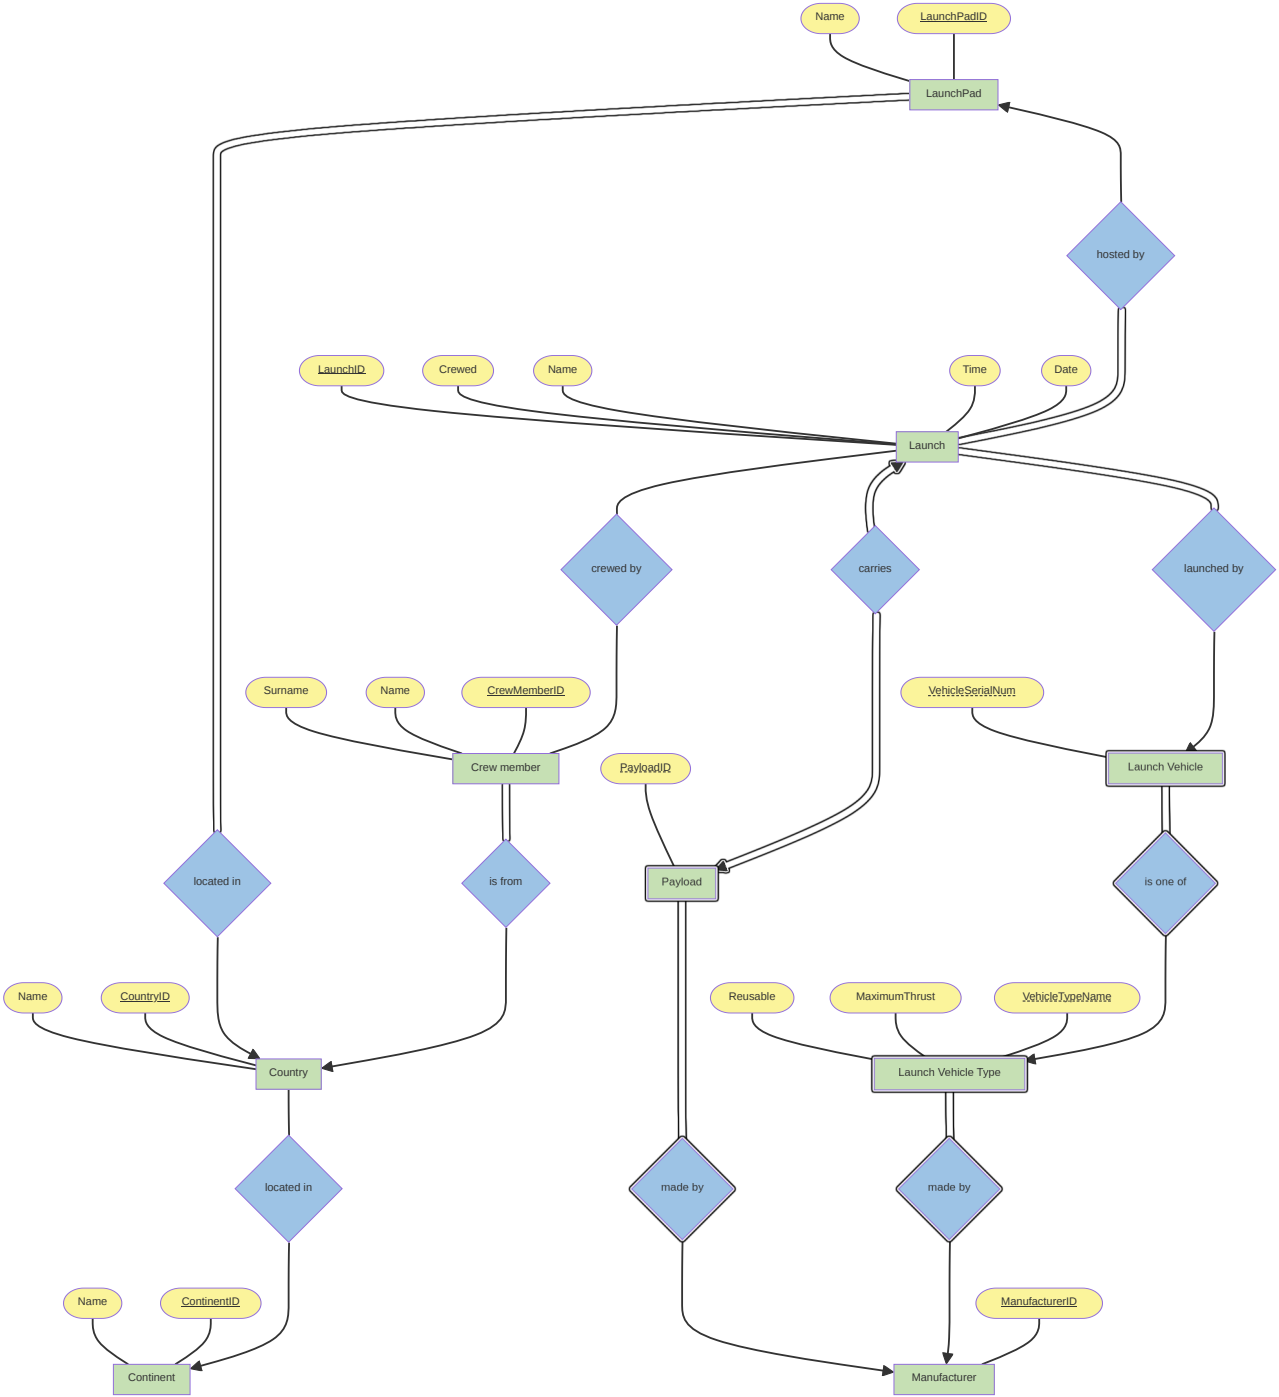 Name
LaunchPadID
LaunchPad
hosted by
LaunchID
Crewed
Name
Time
Date
Launch
crewed by
carries
launched by
Surname
Name
CrewMemberID
VehicleSerialNum
Crew member
PayloadID
Launch Vehicle
located in
is from
Payload
is one of
Name
CountryID
Reusable
MaximumThrust
VehicleTypeName
Country
Launch Vehicle Type
located in
made by
made by
Name
ContinentID
ManufacturerID
Continent
Manufacturer